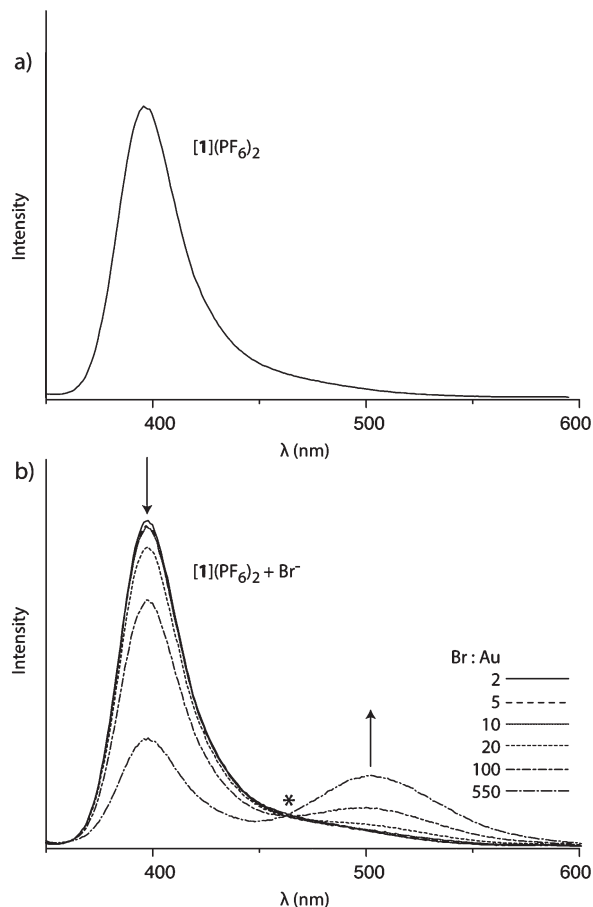 a)
[1](PF6)2
Intensity
400
500
600
λ (nm)
b)
[1](PF6)2 + Br-
Intensity
Br : Au
2
5
10
20
100
550
*
400
500
600
λ (nm)